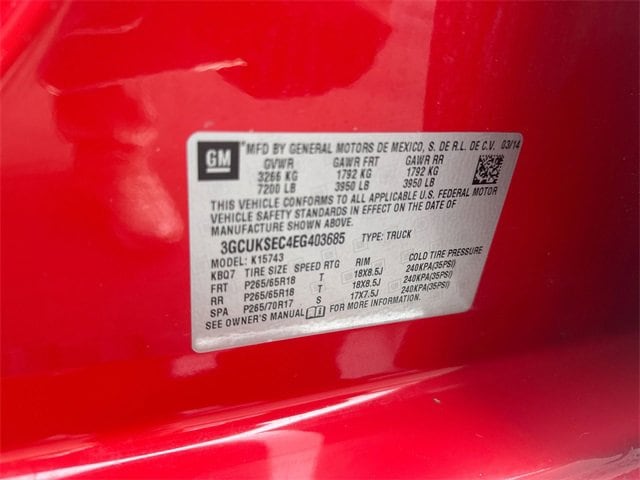 GM
MFD BY GENERAL MOTORS DE MEXICO, S. DE R.L. DE C.V. 03/14
GVWR GAWR FRT GAWR RR
3266 KG 1792 KG 1792 KG
7200 LB 3950 LB 3950 LB
THIS VEHICLE CONFORMS TO ALL APPLICABLE U.S. FEDERAL MOTOR
VEHICLE SAFETY STANDARDS IN EFFECT ON THE DATE OF
MANUFACTURE SHOWN ABOVE.
3GCUKSEC4EG403685 TYPE: TRUCK
MODEL: K15743
KBQ7 TIRE SIZE SPEED RTG RIM COLD TIRE PRESSURE
FRT P265/65R18 T 18X8.5J 240KPA(35PSI)
RR P265/65R18 T 18X8.5J 240KPA(35PSI)
SPA P265/70R17 S 17X7.5J 240KPA(35PSI)
SEE OWNER'S MANUAL FOR MORE INFORMATION.